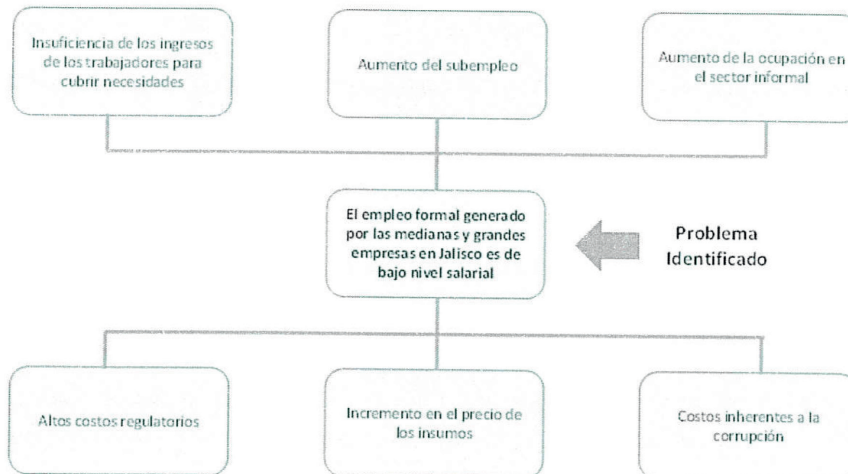 Insuficiencia de los ingresos
de los trabajadores para
cubrir necesidades
Aumento del subempleo
Aumento de la ocupación en
el sector informal
El empleo formal generado
por las medianas y grandes
empresas en Jalisco es de
bajo nivel salarial
Problema
Identificado
Altos costos regulatorios
Incremento en el precio de
los insumos
Costos inherentes a la
corrupción